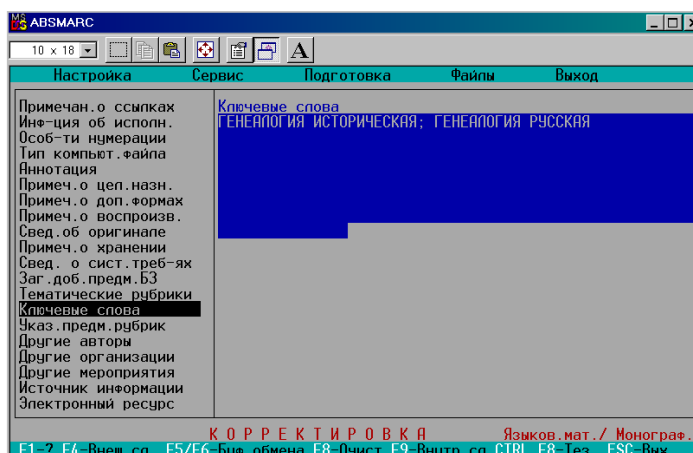 ABSMARC
10 x 18
A
Настройка Сервис Подготовка Файлы Выход
Примечан.о ссылках
Инф-ция об исполн.
Особ-ти нумерации
Тип компьют.файла
Аннотация
Примеч.о цел.назн.
Примеч.о доп.формах
Примеч.о воспроизв.
Свед.об оригинале
Примеч.о хранении
Свед. о сист.треб-ях
Заг.доб.предм.БЗ
Тематические рубрики
Ключевые слова
Указ.предм.рубрик
Другие авторы
Другие организации
Другие мероприятия
Источник информации
Электронный ресурс
Ключевые слова
ГЕНЕАЛОГИЯ ИСТОРИЧЕСКАЯ; ГЕНЕАЛОГИЯ РУССКАЯ
К О Р Р Е К Т И Р О В К А Языков.мат./ Монограф.
F1-? F4-Внеш сл F5/F6-Буф обмена F8-Очист F9-Внутр сл CTRL F8-Тез ESC-Вых